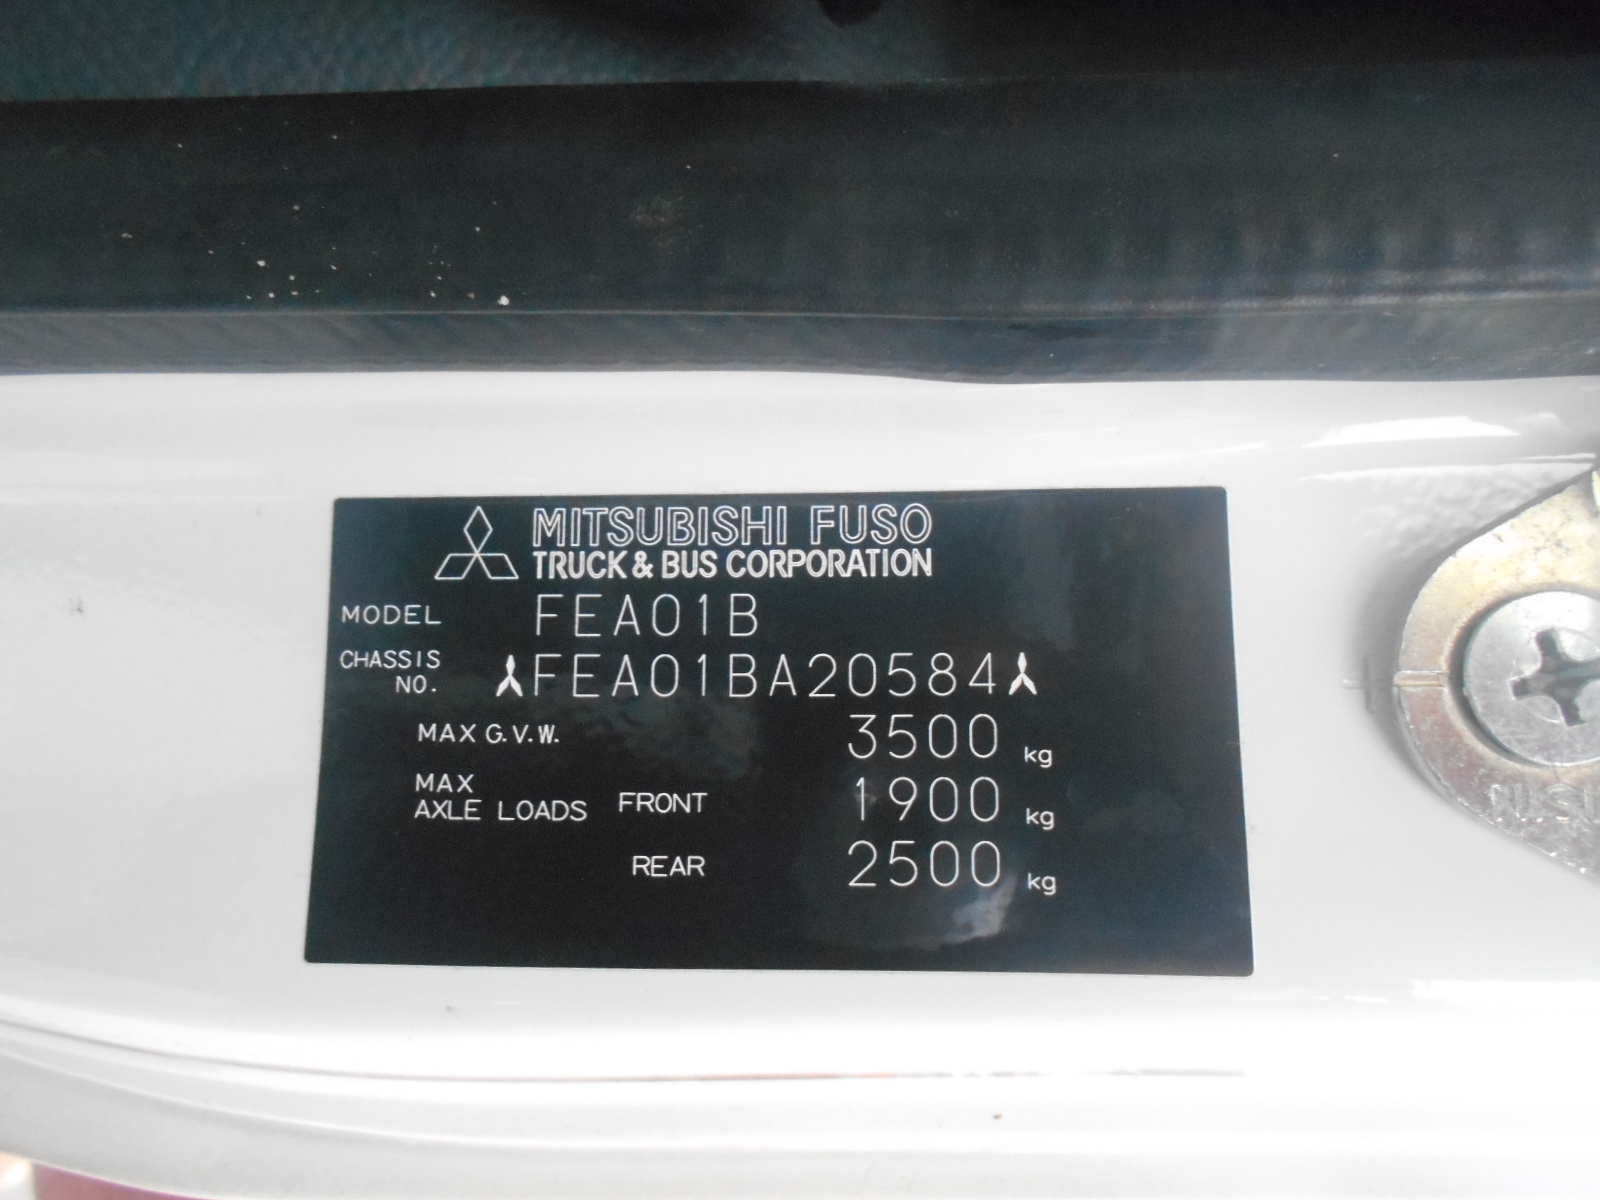 MITSUBISHI FUSO
TRUCK & BUS CORPORATION
MODEL FEA01B
CHASSIS NO. FEA01BA20584
MAX G.V.W. 3500 kg
MAX AXLE LOADS FRONT 1900 kg
REAR 2500 kg